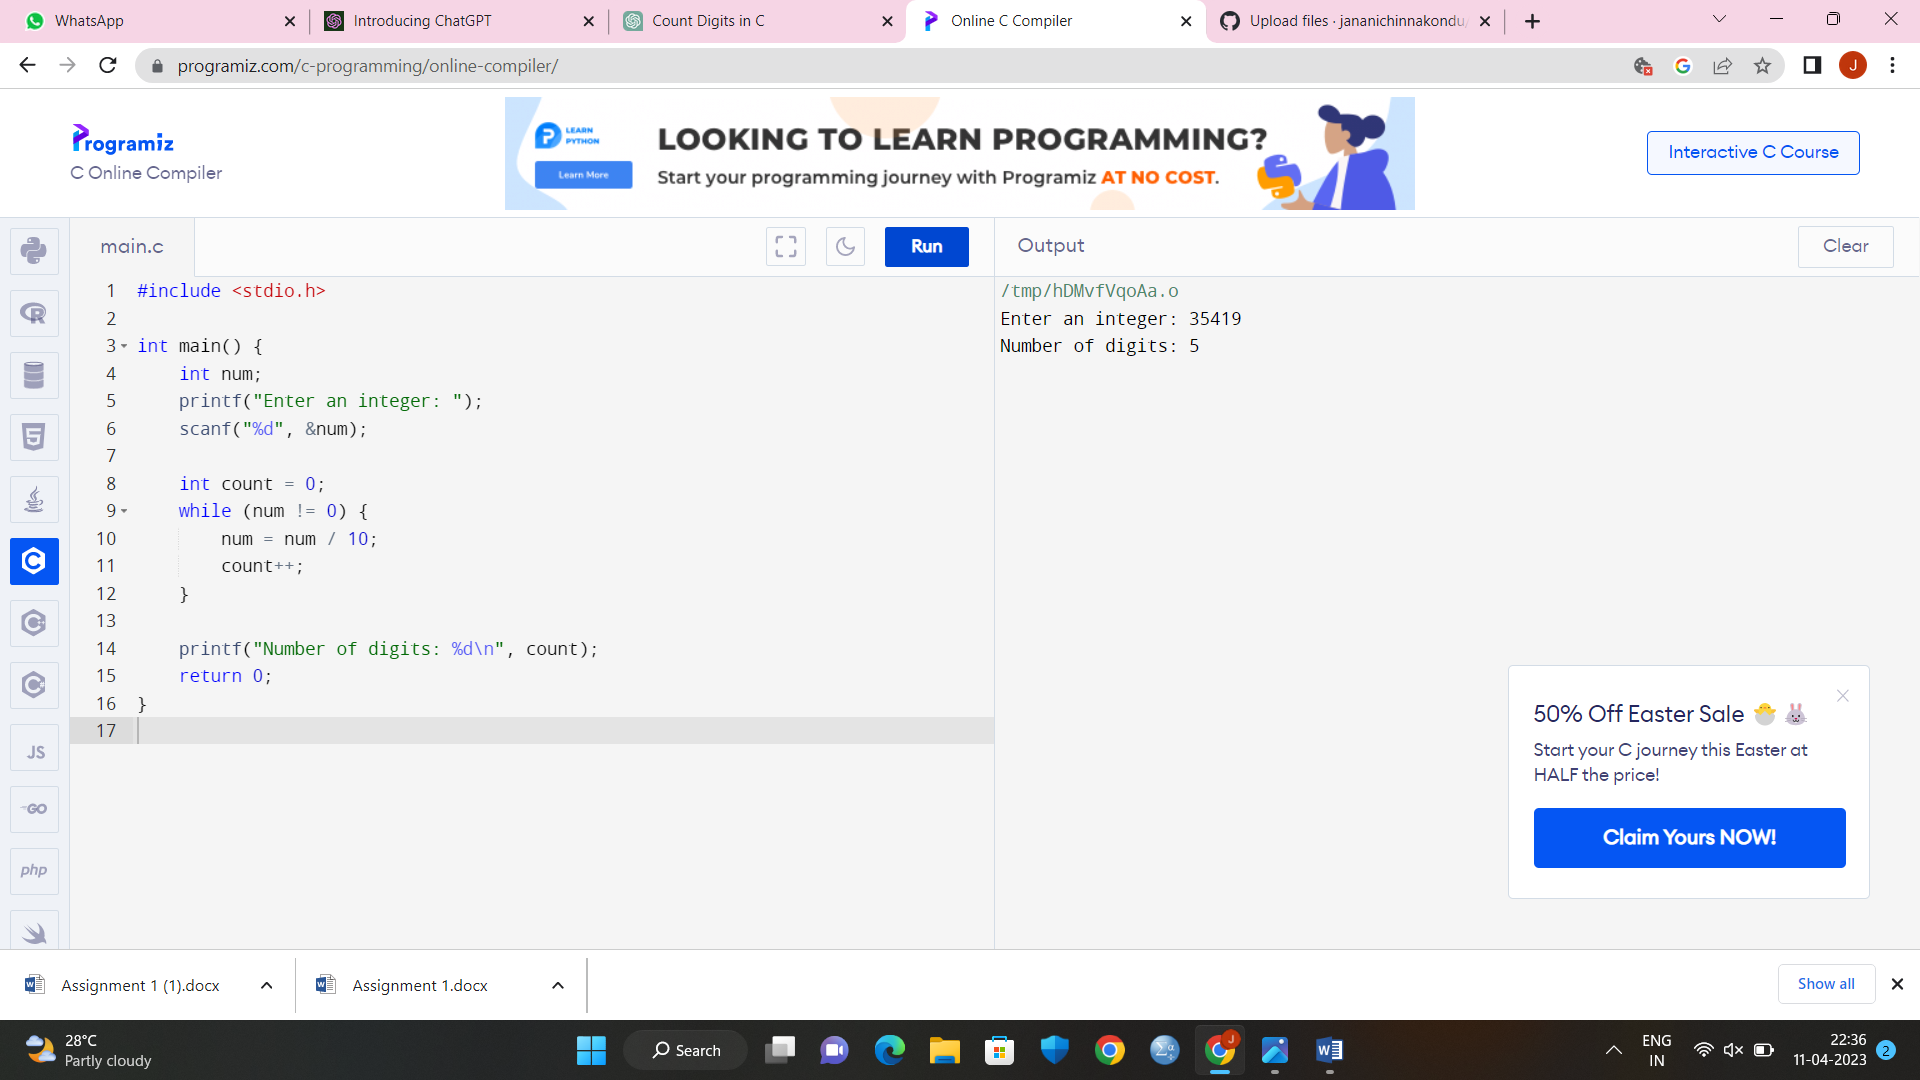 WhatsApp
Introducing ChatGPT
Count Digits in C
Online C Compiler
Upload files · jananichinnakondu
programiz.com/c-programming/online-compiler/
J
Programiz
C Online Compiler
LEARN
PYTHON
Learn More
LOOKING TO LEARN PROGRAMMING?
Start your programming journey with Programiz AT NO COST.
Interactive C Course
main.c
Run
Output
Clear
1 #include <stdio.h>
2
3 int main() {
4     int num;
5     printf("Enter an integer: ");
6     scanf("%d", &num);
7
8     int count = 0;
9     while (num != 0) {
10         num = num / 10;
11         count++;
12     }
13
14     printf("Number of digits: %d\n", count);
15     return 0;
16 }
17
/tmp/hDMvfVqoAa.o
Enter an integer: 35419
Number of digits: 5
JS
GO
php
50% Off Easter Sale 🐣 🐰
Start your C journey this Easter at
HALF the price!
Claim Yours NOW!
Assignment 1 (1).docx
Assignment 1.docx
Show all
28°C
Partly cloudy
Search
J
ENG
IN
22:36
11-04-2023
2